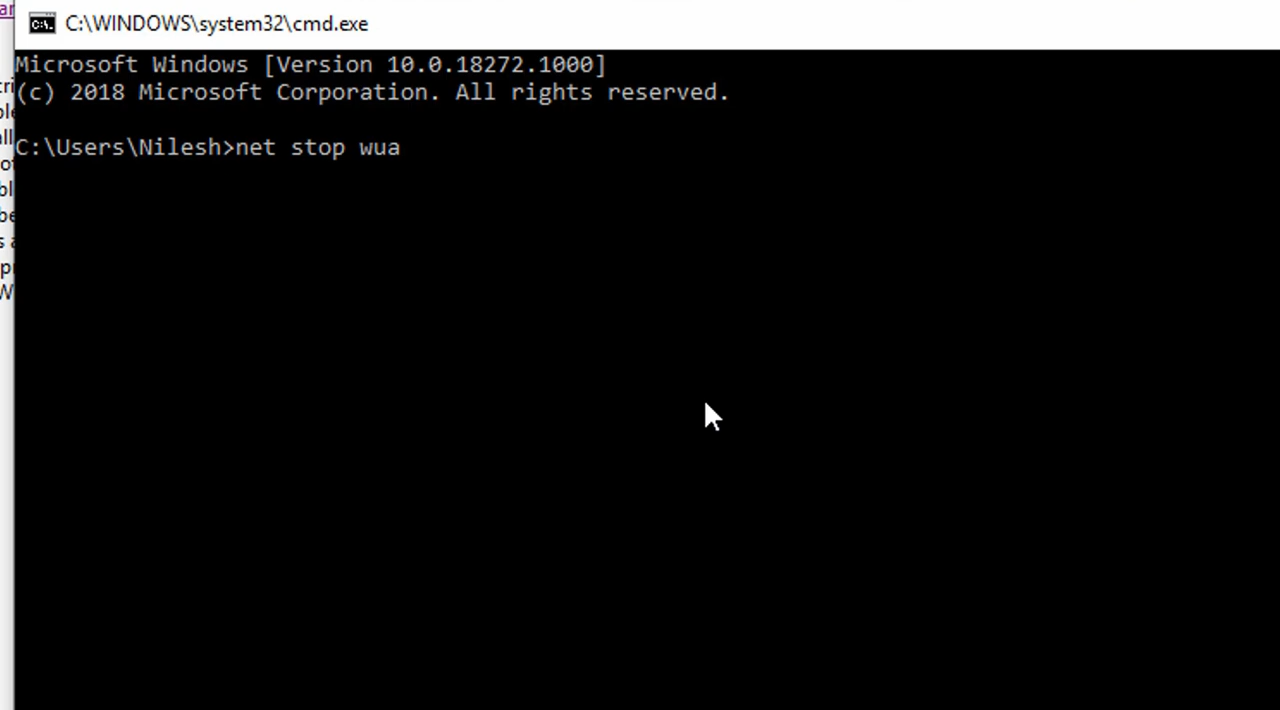 C:\WINDOWS\system32\cmd.exe
Microsoft Windows [Version 10.0.18272.1000]
(c) 2018 Microsoft Corporation. All rights reserved.
C:\Users\Nilesh>net stop wua